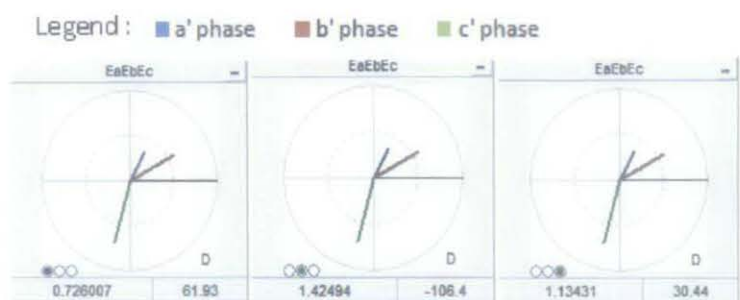 Legend : a' phase b' phase c' phase
EaEbEc EaEbEc EaEbEc
D D D
0.726007 61.93 1.42494 -106.4 1.13431 30.44